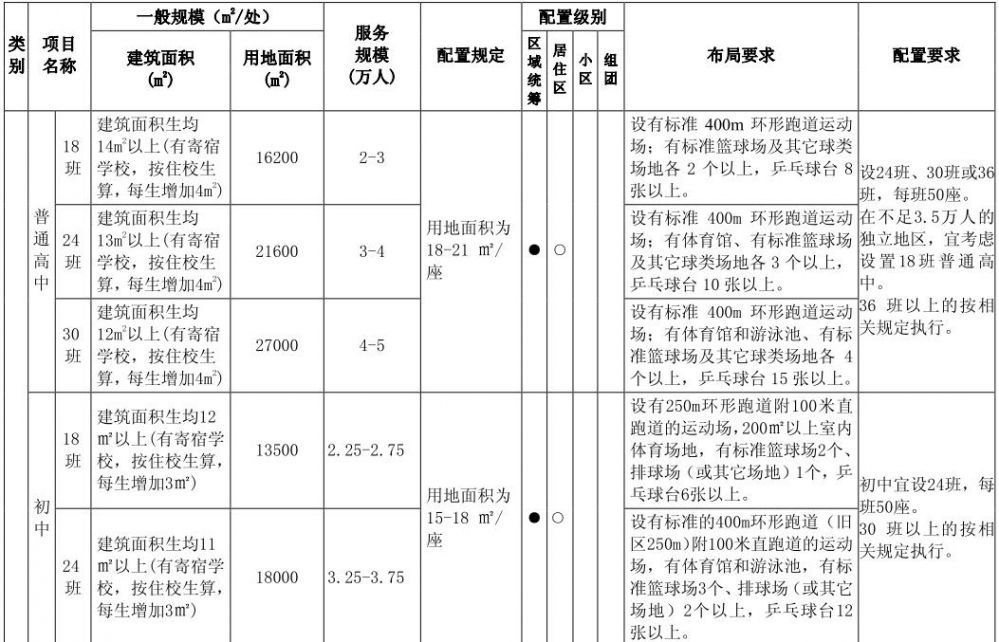 类别
项目名称
一般规模（㎡/处）
建筑面积
(㎡)
用地面积
(㎡)
服务
规模
(万人)
配置规定
配置级别
区域统筹
居住区
小区
组团
布局要求
配置要求
普通高中
18
班
建筑面积生均
14㎡以上(有寄宿
学校，按住校生
算，每生增加4㎡)
16200
2-3
用地面积为
18-21 ㎡/
座
●
○
设有标准 400m 环形跑道运动
场；有标准篮球场及其它球类
场地各 2 个以上，乒乓球台 8
张以上。
设24班、30班或36
班，每班50座。
在不足3.5万人的
独立地区，宜考虑
设置18班普通高
中。
36 班以上的按相
关规定执行。
24
班
建筑面积生均
13㎡以上(有寄宿
学校，按住校生
算，每生增加4㎡)
21600
3-4
设有标准 400m 环形跑道运动
场；有体育馆、有标准篮球场
及其它球类场地各 3 个以上，
乒乓球台 10 张以上。
30
班
建筑面积生均
12㎡以上(有寄宿
学校，按住校生
算，每生增加4㎡)
27000
4-5
设有标准 400m 环形跑道运动
场；有体育馆和游泳池、有标
准篮球场及其它球类场地各 4
个以上，乒乓球台 15 张以上。
初中
18
班
建筑面积生均12
㎡以上(有寄宿学
校，按住校生算，
每生增加3㎡)
13500
2.25-2.75
用地面积为
15-18 ㎡/
座
●
○
设有250m环形跑道附100米直
跑道的运动场，200㎡以上室内
体育场地，有标准篮球场2个、
排球场（或其它场地）1个，乒
乓球台6张以上。
初中宜设24班，每
班50座。
30 班以上的按相
关规定执行。
24
班
建筑面积生均11
㎡以上(有寄宿学
校，按住校生算，
每生增加3㎡)
18000
3.25-3.75
设有标准的400m环形跑道（旧
区250m）附100米直跑道的运动
场，有体育馆和游泳池，有标
准篮球场3个、排球场（或其它
场地）2个以上，乒乓球台12
张以上。